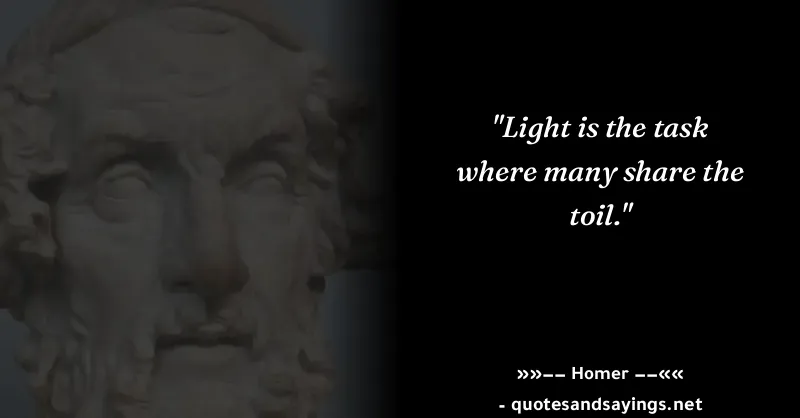 "Light is the task
where many share the
toil."
»»−− Homer −−««
- quotesandsayings.net